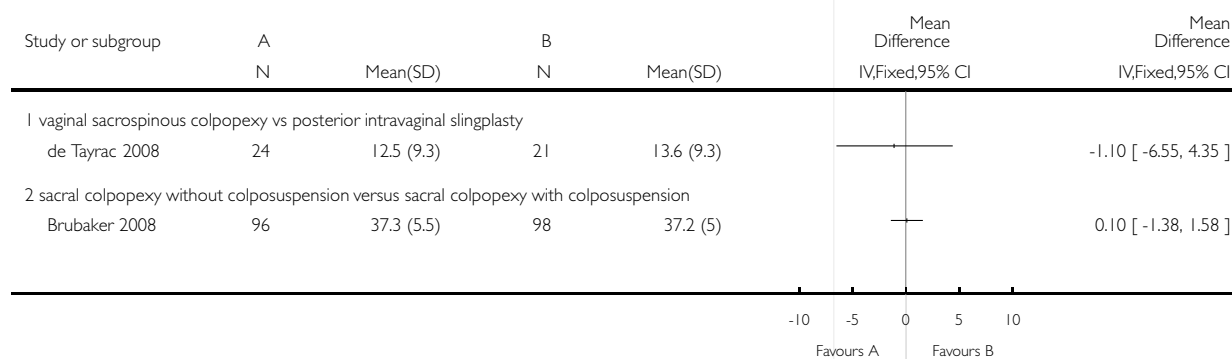 Mean Mean
Study or subgroup A B Difference Difference
N Mean(SD) N Mean(SD) IV,Fixed,95% CI IV,Fixed,95% CI
1 vaginal sacrospinous colpopexy vs posterior intravaginal slingplasty
de Tayrac 2008 24 12.5 (9.3) 21 13.6 (9.3) -1.10 [ -6.55, 4.35 ]
2 sacral colpopexy without colposuspension versus sacral colpopexy with colposuspension
Brubaker 2008 96 37.3 (5.5) 98 37.2 (5) 0.10 [ -1.38, 1.58 ]
-10 -5 0 5 10
Favours A Favours B